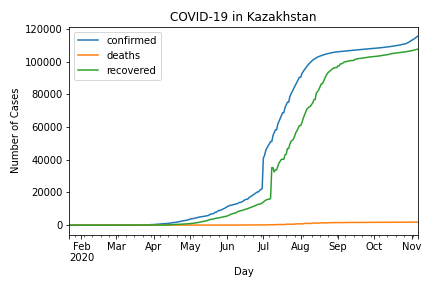 COVID-19 in Kazakhstan
120000
100000
80000
60000
40000
20000
0
Number of Cases
confirmed
deaths
recovered
Feb Mar Apr May Jun Jul Aug Sep Oct Nov
2020
Day